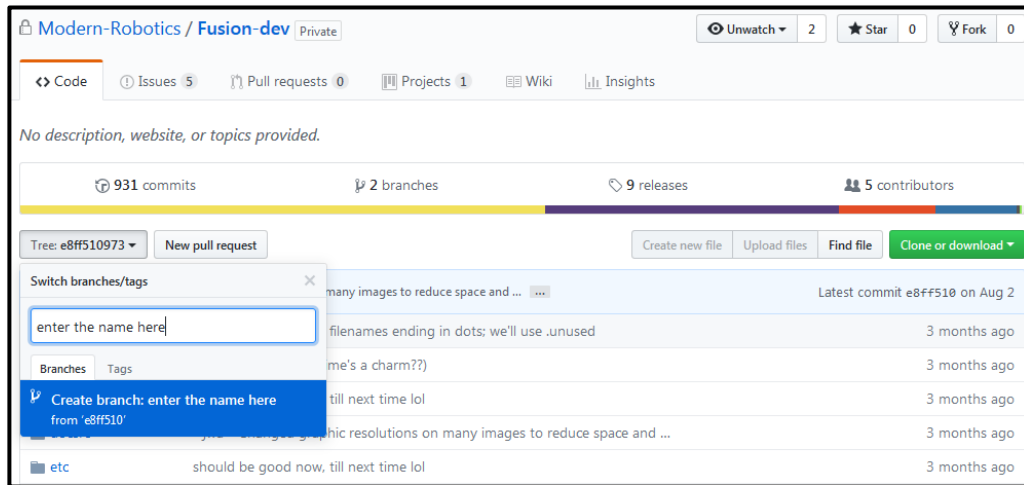 Modern-Robotics / Fusion-dev Private Unwatch 2 Star 0 Fork 0
Code Issues 5 Pull requests 0 Projects 1 Wiki Insights
No description, website, or topics provided.
931 commits 2 branches 9 releases 5 contributors
Tree: e8ff510973 New pull request Create new file Upload files Find file Clone or download
Switch branches/tags
many images to reduce space and ... ... Latest commit e8ff510 on Aug 2
enter the name here
filenames ending in dots; we'll use .unused 3 months ago
Branches Tags
me's a charm??) 3 months ago
Create branch: enter the name here
from 'e8ff510'
till next time lol 3 months ago
graphic resolutions on many images to reduce space and ... 3 months ago
etc should be good now, till next time lol 3 months ago